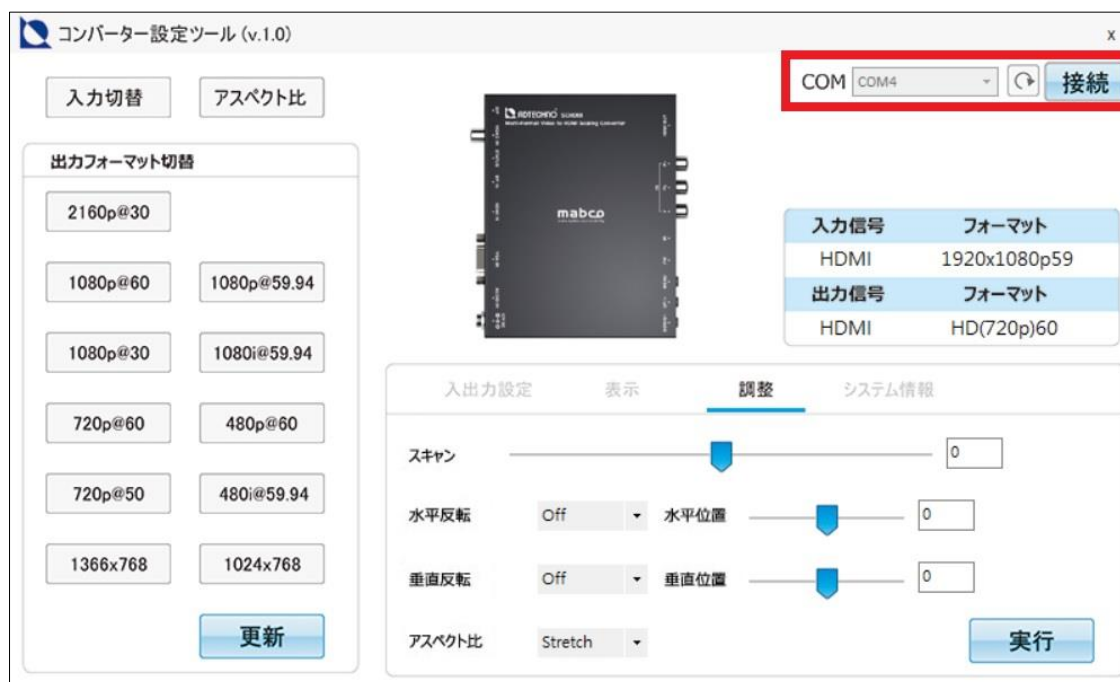 コンバーター設定ツール (v.1.0)
x
COM COM4 接続
入力切替 アスペクト比
出力フォーマット切替
2160p@30
1080p@60 1080p@59.94
1080p@30 1080i@59.94
720p@60 480p@60
720p@50 480i@59.94
1366x768 1024x768
更新
ADTECHNO
Multi-Format Video to HDMI Scaling Converter
mabco
入力信号 フォーマット
HDMI 1920x1080p59
出力信号 フォーマット
HDMI HD(720p)60
入出力設定 表示 調整 システム情報
スキャン 0
水平反転 Off 水平位置 0
垂直反転 Off 垂直位置 0
アスペクト比 Stretch 実行